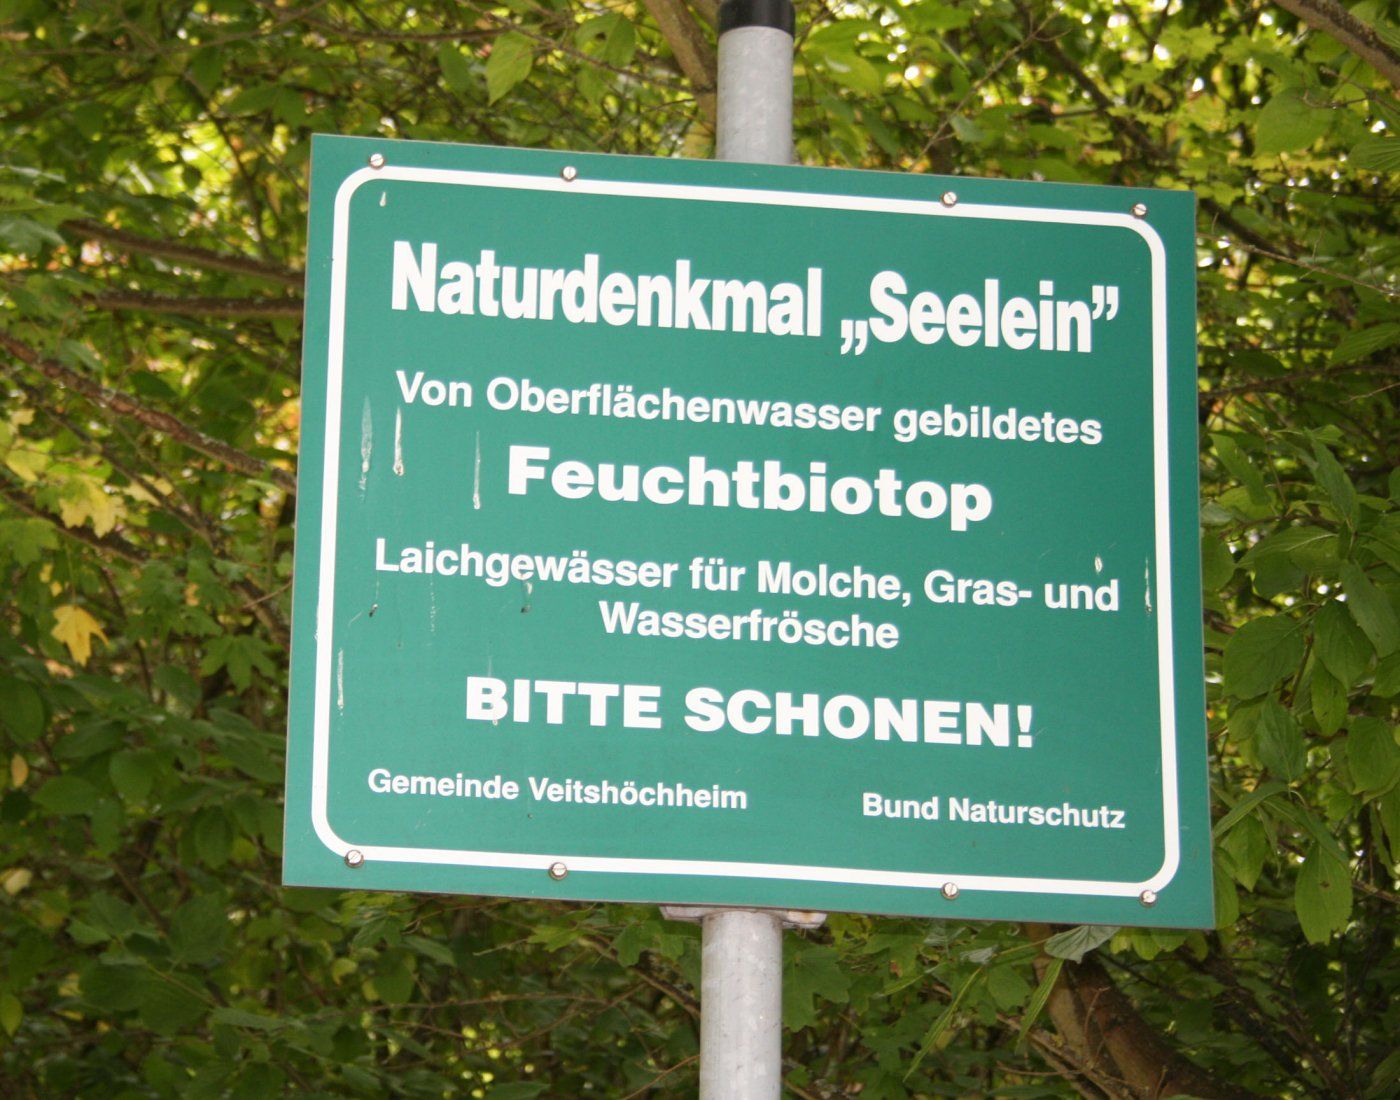 Naturdenkmal „Seelein”
Von Oberflächenwasser gebildetes
Feuchtbiotop
Laichgewässer für Molche, Gras- und
Wasserfrösche
BITTE SCHONEN!
Gemeinde Veitshöchheim Bund Naturschutz